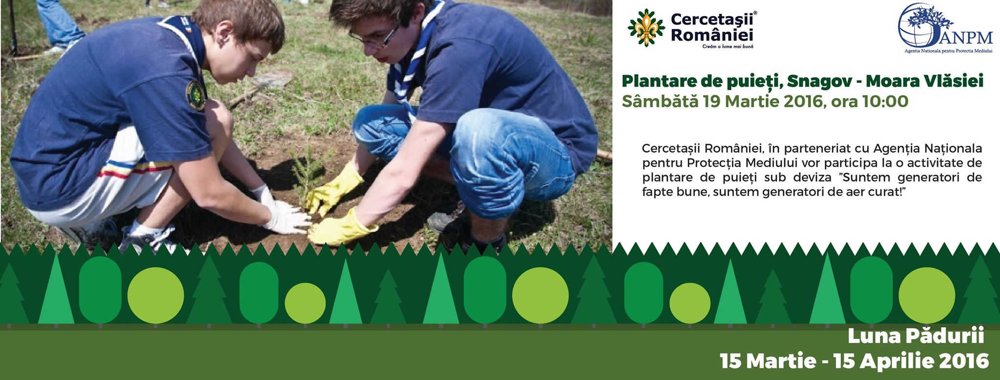 Cercetașii®
României
Creăm o lume mai bună
ANPM
Agentia Nationala pentru Protectia Mediului
Plantare de puieți, Snagov - Moara Vlăsiei
Sâmbătă 19 Martie 2016, ora 10:00
Cercetașii României, în parteneriat cu Agenția Naționala
pentru Protecția Mediului vor participa la o activitate de
plantare de puieți sub deviza ”Suntem generatori de
fapte bune, suntem generatori de aer curat!”
Luna Pădurii
15 Martie - 15 Aprilie 2016